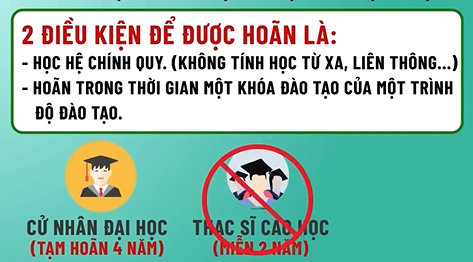 2 ĐIỀU KIỆN ĐỂ ĐƯỢC HOÃN LÀ:
- HỌC HỆ CHÍNH QUY. (KHÔNG TÍNH HỌC TỪ XA, LIÊN THÔNG...)
- HOÃN TRONG THỜI GIAN MỘT KHÓA ĐÀO TẠO CỦA MỘT TRÌNH
ĐỘ ĐÀO TẠO.
CỬ NHÂN ĐẠI HỌC
(TẠM HOÃN 4 NĂM)
THẠC SĨ CAO HỌC
(MIỄN 2 NĂM)